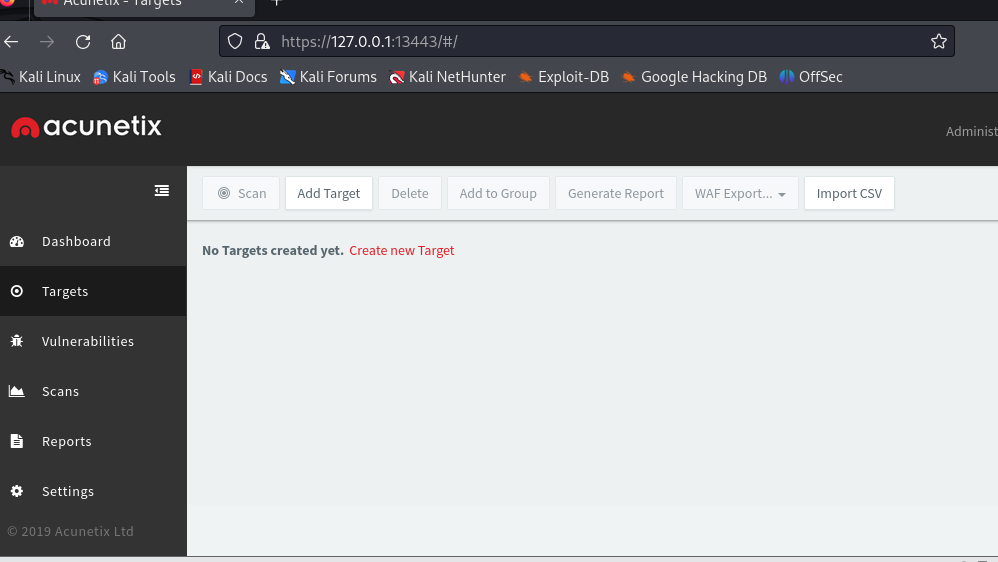 Acunetix - Targets
https://127.0.0.1:13443/#/
Kali Linux Kali Tools Kali Docs Kali Forums Kali NetHunter Exploit-DB Google Hacking DB OffSec
acunetix
Administ
Scan Add Target Delete Add to Group Generate Report WAF Export... Import CSV
No Targets created yet. Create new Target
Dashboard
Targets
Vulnerabilities
Scans
Reports
Settings
© 2019 Acunetix Ltd